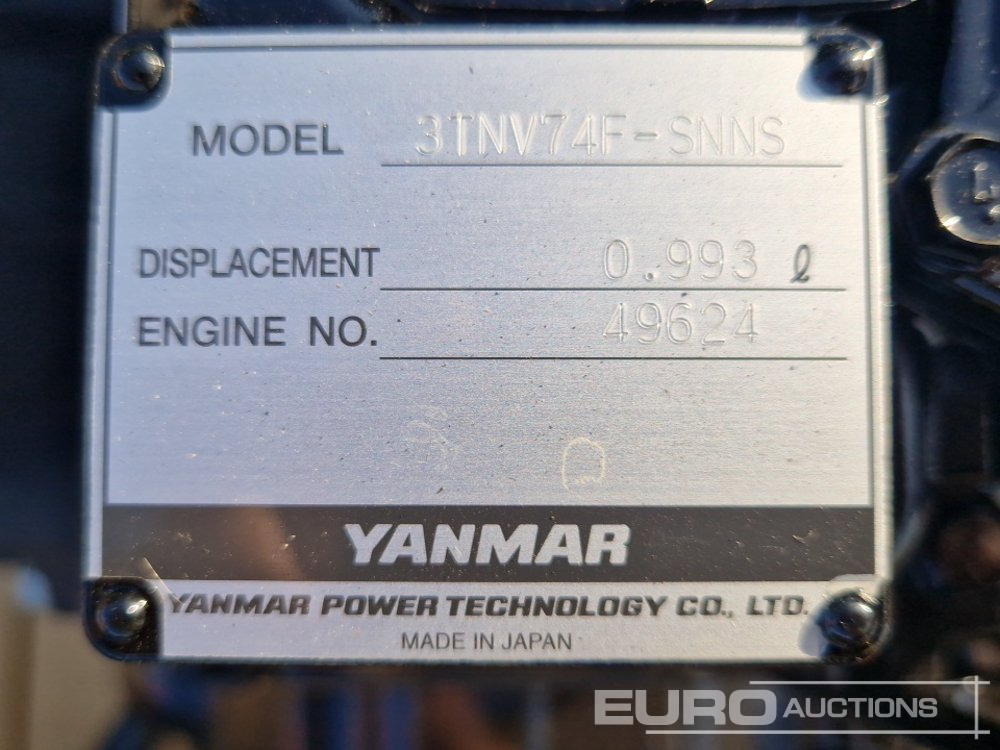 MODEL 3TNV74F-SNNS
DISPLACEMENT 0.993 ℓ
ENGINE NO. 49624
YANMAR
YANMAR POWER TECHNOLOGY CO., LTD.
MADE IN JAPAN
EURO AUCTIONS